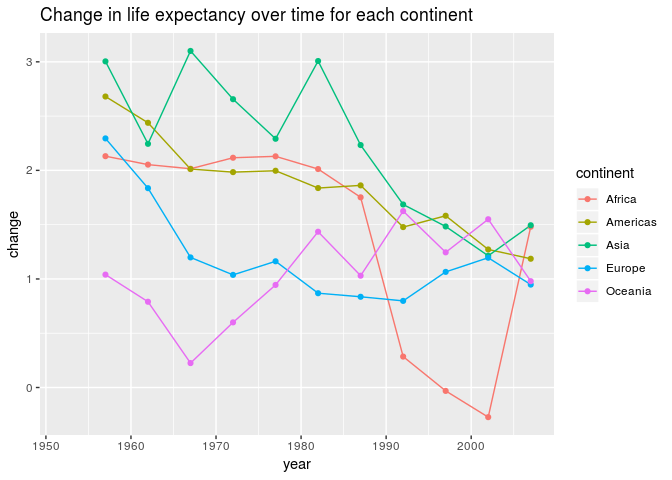 Change in life expectancy over time for each continent
3
2
1
0
change
1950
1960
1970
1980
1990
2000
year
continent
Africa
Americas
Asia
Europe
Oceania